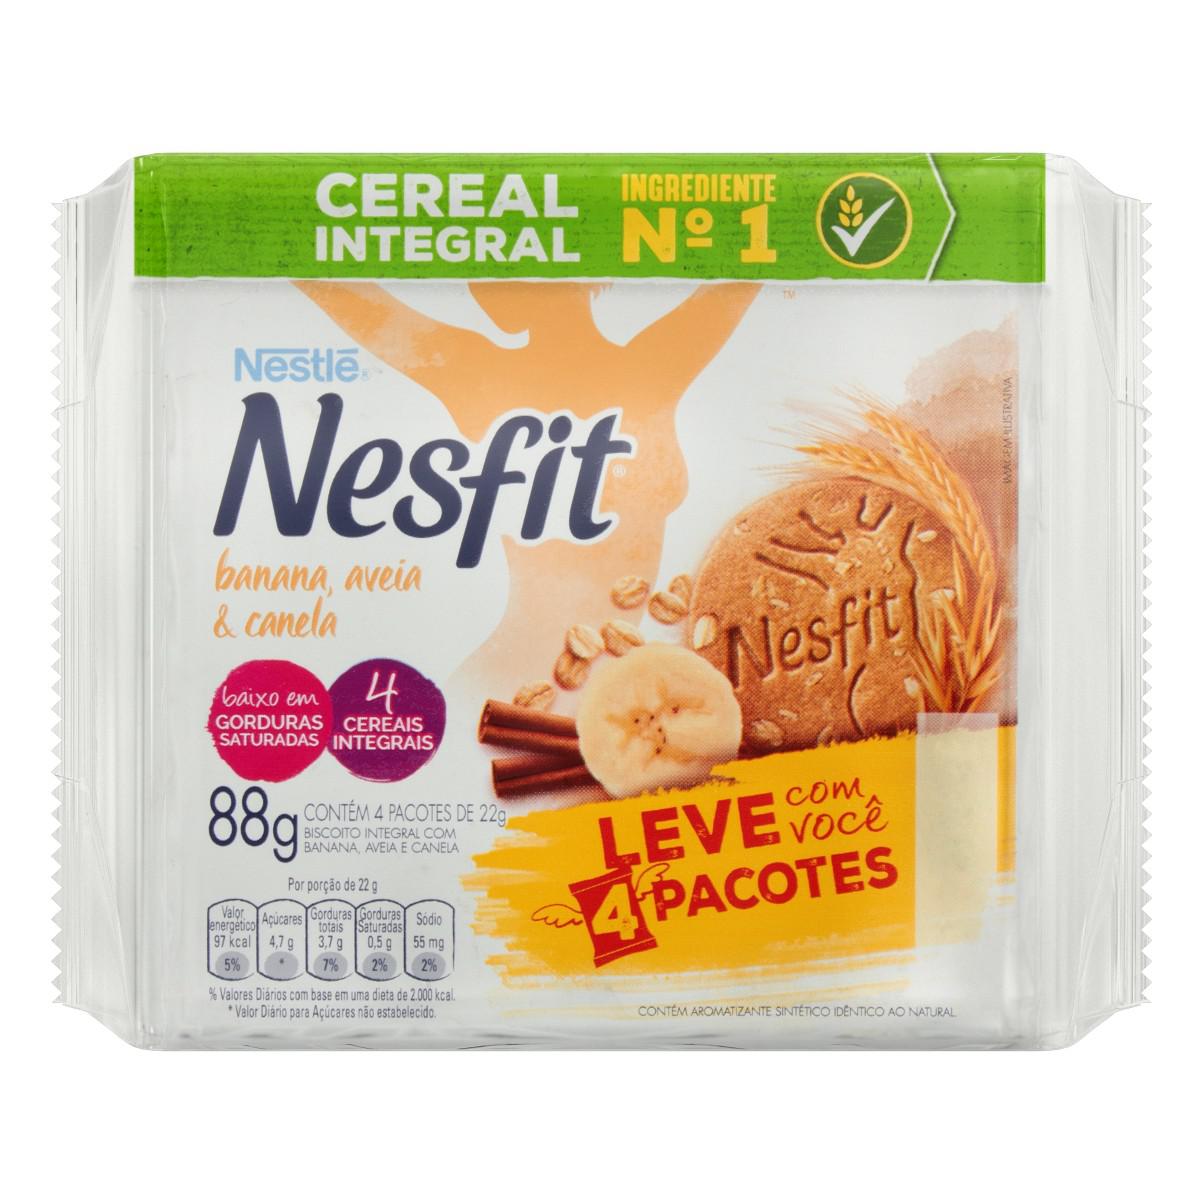 CEREAL
INTEGRAL
INGREDIENTE
Nº 1
TM
Nestlé®
Nesfit®
banana, aveia
& canela
IMAGEM ILUSTRATIVA
Nesfit
baixo em
GORDURAS
SATURADAS
4
CEREAIS
INTEGRAIS
88g
CONTÉM 4 PACOTES DE 22g
BISCOITO INTEGRAL COM
BANANA, AVEIA E CANELA
LEVE com você
4 PACOTES
Por porção de 22 g
Valor energético 97 kcal 5%
Açúcares 4,7 g *
Gorduras totais 3,7 g 7%
Gorduras Saturadas 0,5 g 2%
Sódio 55 mg 2%
% Valores Diários com base em uma dieta de 2.000 kcal.
* Valor Diário para Açúcares não estabelecido.
CONTÉM AROMATIZANTE SINTÉTICO IDÊNTICO AO NATURAL.